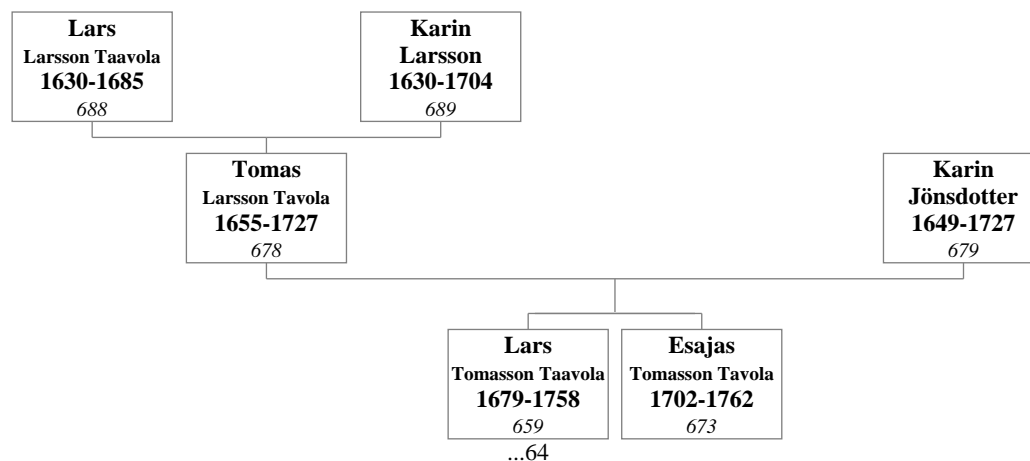 Lars
Larsson Taavola
1630-1685
688
Karin
Larsson
1630-1704
689
Tomas
Larsson Tavola
1655-1727
678
Karin
Jönsdotter
1649-1727
679
Lars
Tomasson Taavola
1679-1758
659
...64
Esajas
Tomasson Tavola
1702-1762
673